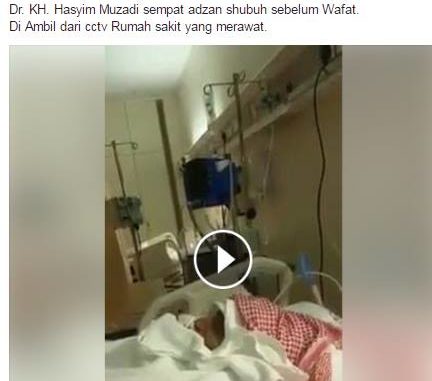 Dr. KH. Hasyim Muzadi sempat adzan shubuh sebelum Wafat.
Di Ambil dari cctv Rumah sakit yang merawat.